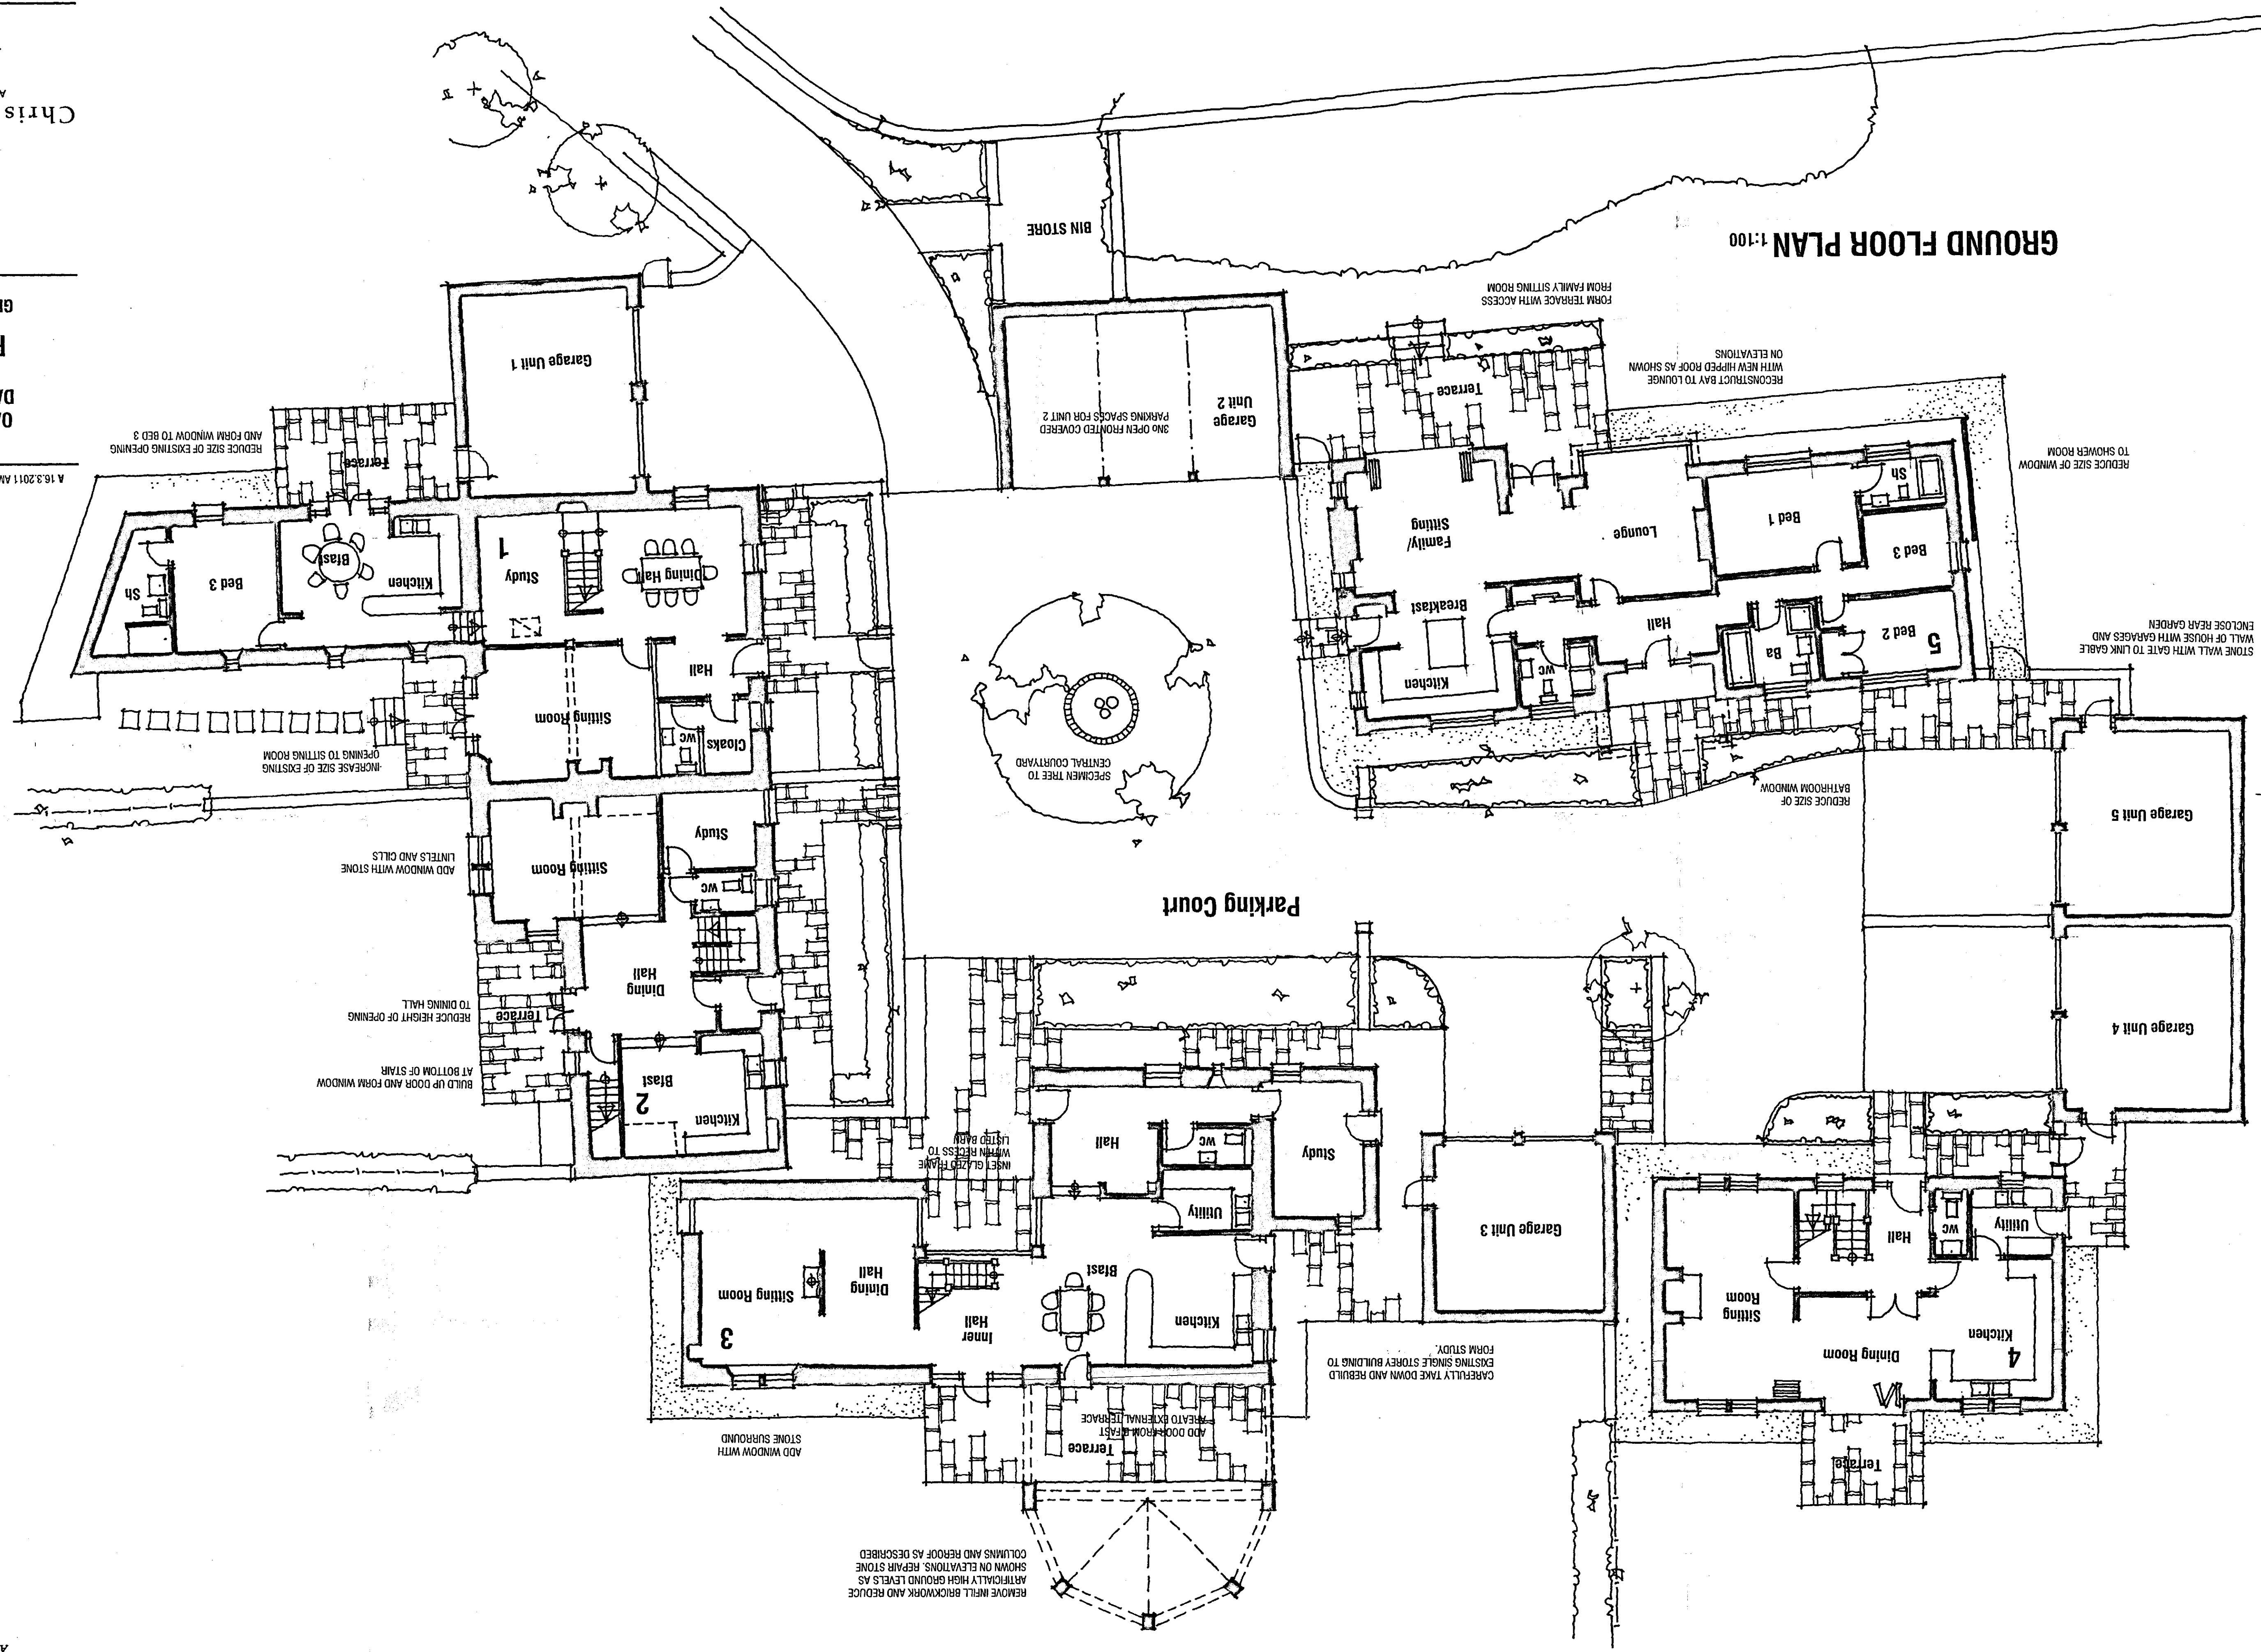 REMOVE INFILL BRICKWORK AND REDUCE
ARTIFICIALLY HIGH GROUND LEVELS AS
SHOWN ON ELEVATIONS. REPAIR STONE
COLUMNS AND REROOF AS DESCRIBED
Terrace
Terrace
ADD DOOR FROM B'FAST
AREATO EXTERNAL TERRACE
ADD WINDOW WITH
STONE SURROUND
4
Kitchen
Dining Room
Sitting
Room
Utility
WC
Hall
CAREFULLY TAKE DOWN AND REBUILD
EXISTING SINGLE STOREY BUILDING TO
FORM STUDY.
Garage Unit 3
Kitchen
Bfast
Inner
Hall
Dining
Hall
Sitting Room
3
Utility
Study
WC
Hall
INSET GLAZED FRAME
WITHIN RECESS TO
LISTED BARN
Kitchen
Bfast
2
BUILD UP DOOR AND FORM WINDOW
AT BOTTOM OF STAIR
Garage Unit 4
Terrace
Dining
Hall
REDUCE HEIGHT OF OPENING
TO DINING HALL
Parking Court
WC
Study
Sitting Room
ADD WINDOW WITH STONE
LINTELS AND CILLS
Garage Unit 5
REDUCE SIZE OF
BATHROOM WINDOW
SPECIMEN TREE TO
CENTRAL COURTYARD
Cloaks
WC
Sitting Room
INCREASE SIZE OF EXISTING
OPENING TO SITTING ROOM
Hall
STONE WALL WITH GATE TO LINK GABLE
WALL OF HOUSE WITH GARAGES AND
ENCLOSE REAR GARDEN
5
Bed 2
Ba
Hall
WC
Kitchen
Breakfast
Bed 3
Bed 1
Lounge
Family/
Sitting
Sh
Dining Hall
Study
1
Kitchen
Bfast
Bed 3
Sh
REDUCE SIZE OF WINDOW
TO SHOWER ROOM
Terrace
Garage
Unit 2
3No OPEN FRONTED COVERED
PARKING SPACES FOR UNIT 2
Terrace
REDUCE SIZE OF EXISTING OPENING
AND FORM WINDOW TO BED 3
A 16.3.2011 AM
RECONSTRUCT BAY TO LOUNGE
WITH NEW HIPPED ROOF AS SHOWN
ON ELEVATIONS
Garage Unit 1
FORM TERRACE WITH ACCESS
FROM FAMILY SITTING ROOM
GROUND FLOOR PLAN 1:100
BIN STORE
Chris